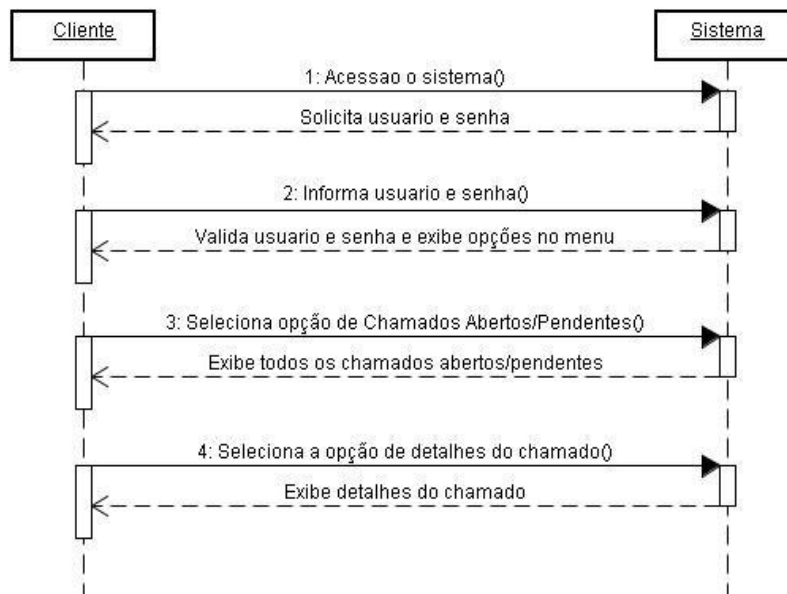 Cliente
Sistema
1: Acessao o sistema()
Solicita usuario e senha
2: Informa usuario e senha()
Valida usuario e senha e exibe opções no menu
3: Seleciona opção de Chamados Abertos/Pendentes()
Exibe todos os chamados abertos/pendentes
4: Seleciona a opção de detalhes do chamado()
Exibe detalhes do chamado